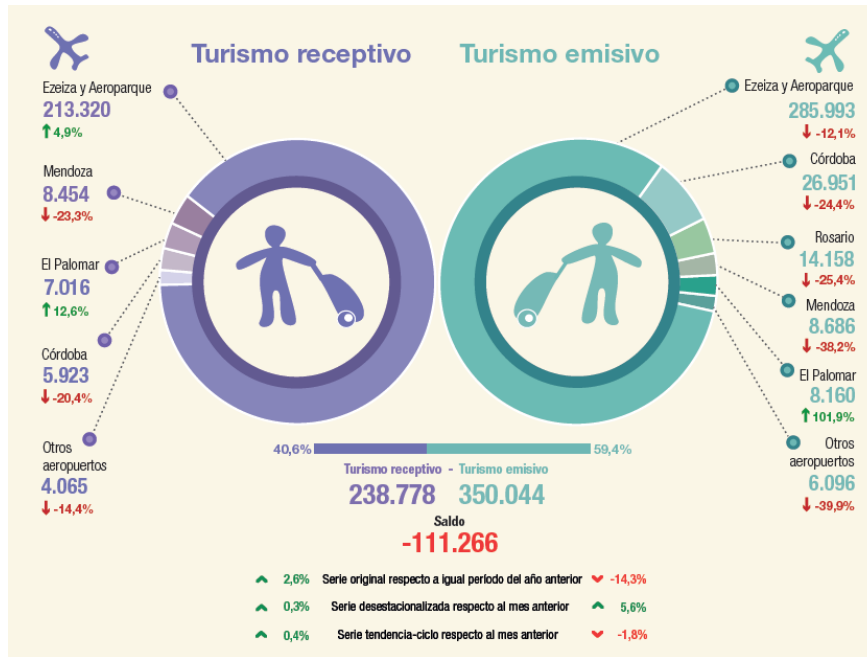 Turismo receptivo
Turismo emisivo
Ezeiza y Aeroparque
213.320
4,9%
Mendoza
8.454
-23,3%
El Palomar
7.016
12,6%
Córdoba
5.923
-20,4%
Otros
aeropuertos
4.065
-14,4%
Ezeiza y Aeroparque
285.993
-12,1%
Córdoba
26.951
-24,4%
Rosario
14.158
-25,4%
Mendoza
8.686
-38,2%
El Palomar
8.160
101,9%
Otros
aeropuertos
6.096
-39,9%
40,6% 59,4%
Turismo receptivo - Turismo emisivo
238.778 350.044
Saldo
-111.266
2,6% Serie original respecto a igual período del año anterior -14,3%
0,3% Serie desestacionalizada respecto al mes anterior 5,6%
0,4% Serie tendencia-ciclo respecto al mes anterior -1,8%